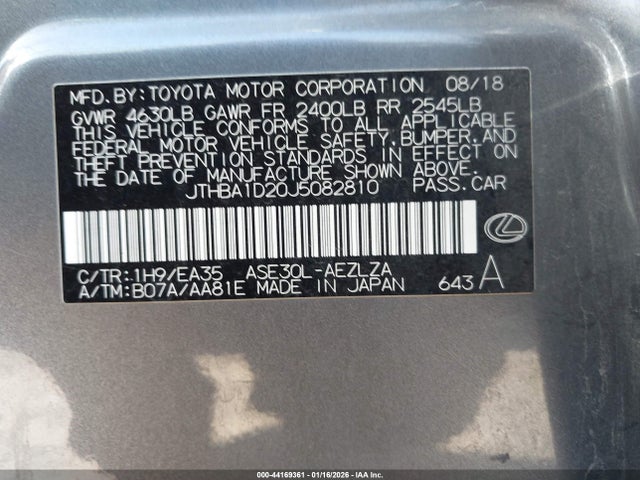 MFD. BY: TOYOTA MOTOR CORPORATION 08/18
GVWR 4630LB GAWR FR 2400LB RR 2545LB
THIS VEHICLE CONFORMS TO ALL APPLICABLE
FEDERAL MOTOR VEHICLE SAFETY, BUMPER, AND
THEFT PREVENTION STANDARDS IN EFFECT ON
THE DATE OF MANUFACTURE SHOWN ABOVE.
JTHBA1D20J5082810 PASS. CAR
C/TR: 1H9/EA35 ASE30L-AEZLZA
A/TM: B07A/AA81E MADE IN JAPAN 643 A
000-44169361 | 01/16/2026 - IAA Inc.